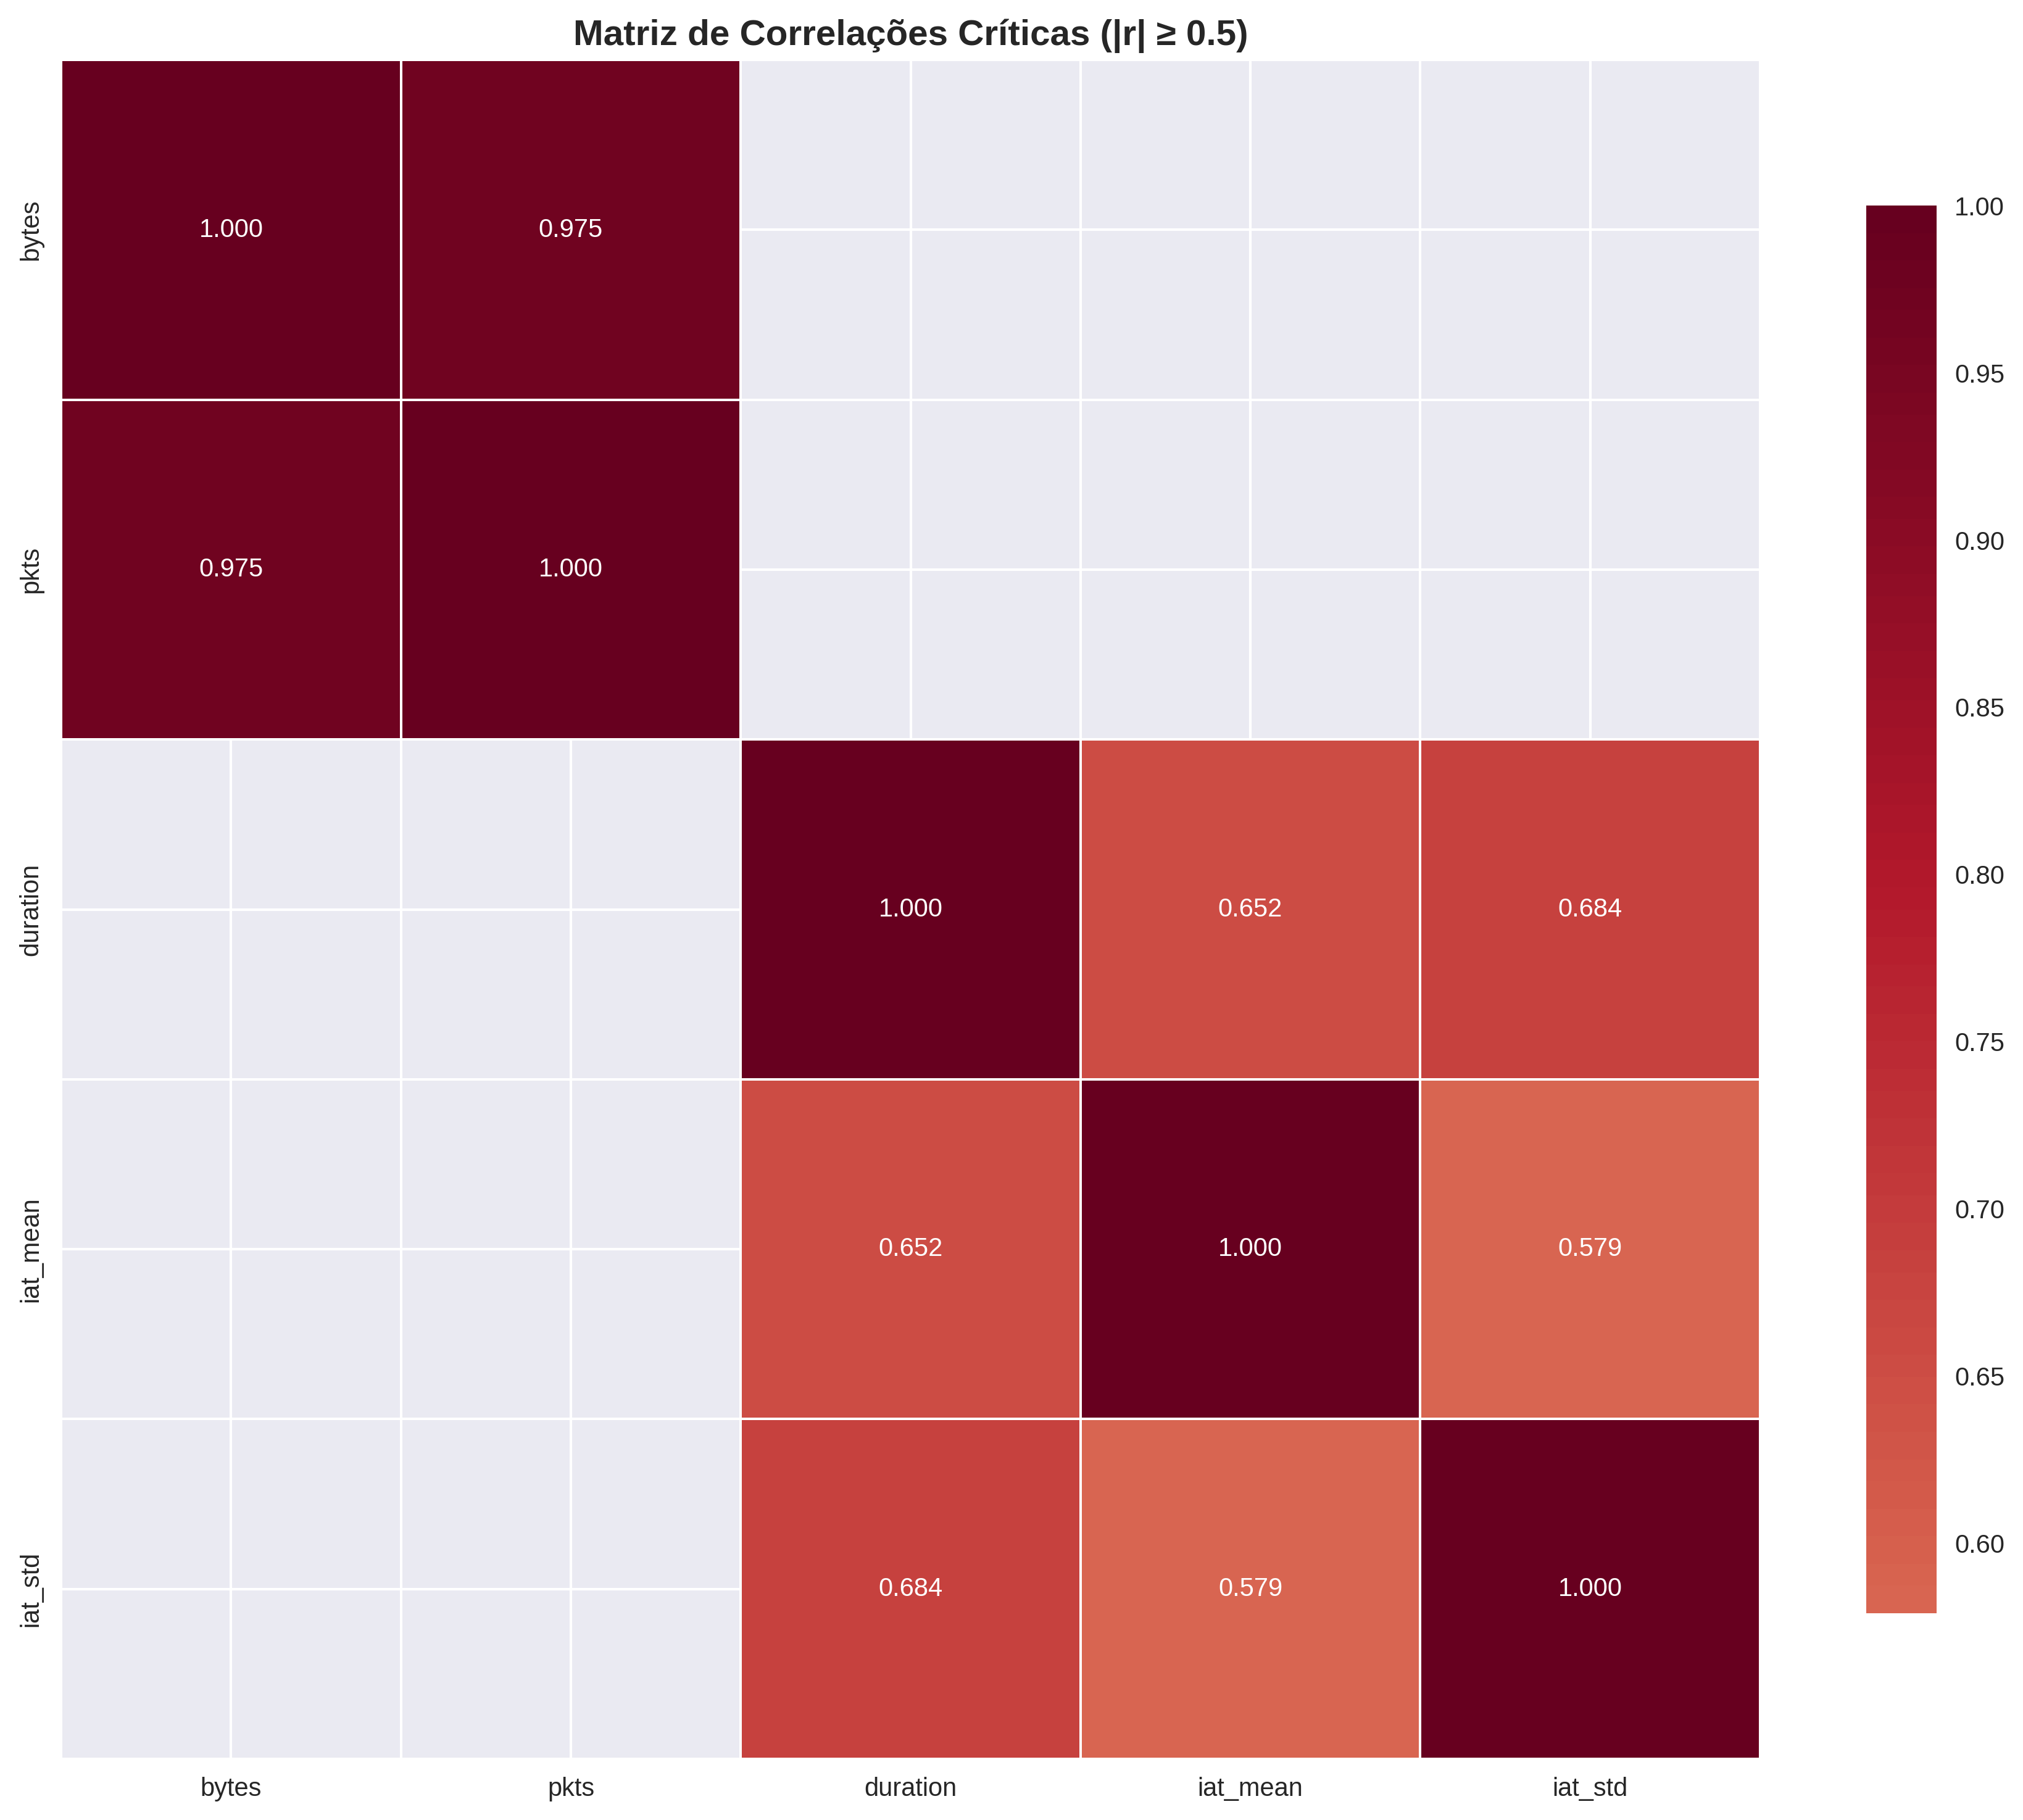 Matriz de Correlações Críticas (|r| ≥ 0.5)
bytes
1.000 0.975
pkts
0.975 1.000
duration
1.000 0.652 0.684
iat_mean
0.652 1.000 0.579
iat_std
0.684 0.579 1.000
bytes pkts duration iat_mean iat_std
1.00
0.95
0.90
0.85
0.80
0.75
0.70
0.65
0.60